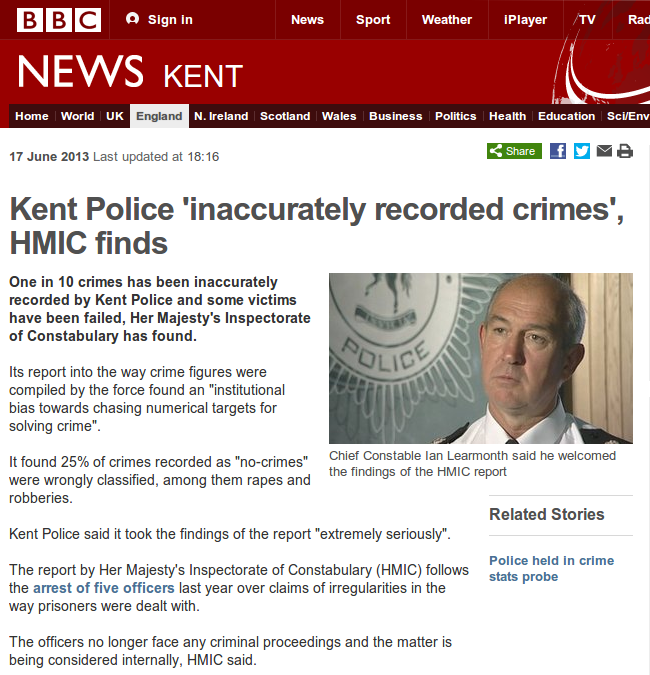 BBC Sign in News Sport Weather iPlayer TV Rad
NEWS KENT
Home World UK England N. Ireland Scotland Wales Business Politics Health Education Sci/Env
17 June 2013 Last updated at 18:16
Share
Kent Police 'inaccurately recorded crimes',
HMIC finds
One in 10 crimes has been inaccurately
recorded by Kent Police and some victims
have been failed, Her Majesty's Inspectorate
of Constabulary has found.
Its report into the way crime figures were
compiled by the force found an "institutional
bias towards chasing numerical targets for
solving crime".
It found 25% of crimes recorded as "no-crimes"
were wrongly classified, among them rapes and
robberies.
Kent Police said it took the findings of the report "extremely seriously".
The report by Her Majesty's Inspectorate of Constabulary (HMIC) follows
the arrest of five officers last year over claims of irregularities in the
way prisoners were dealt with.
The officers no longer face any criminal proceedings and the matter is
being considered internally, HMIC said.
POLICE
Chief Constable Ian Learmonth said he welcomed
the findings of the HMIC report
Related Stories
Police held in crime
stats probe